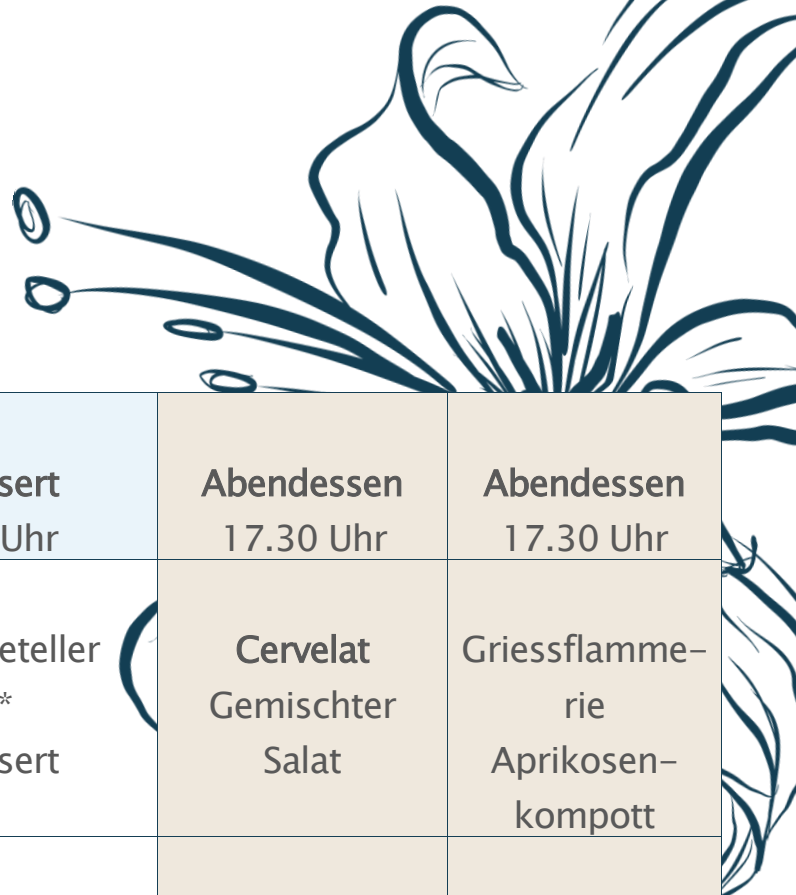 sert
Uhr
Abendessen
17.30 Uhr
Abendessen
17.30 Uhr
eteller
*
sert
Cervelat
Gemischter
Salat
Griessflamme-
rie
Aprikosen-
kompott